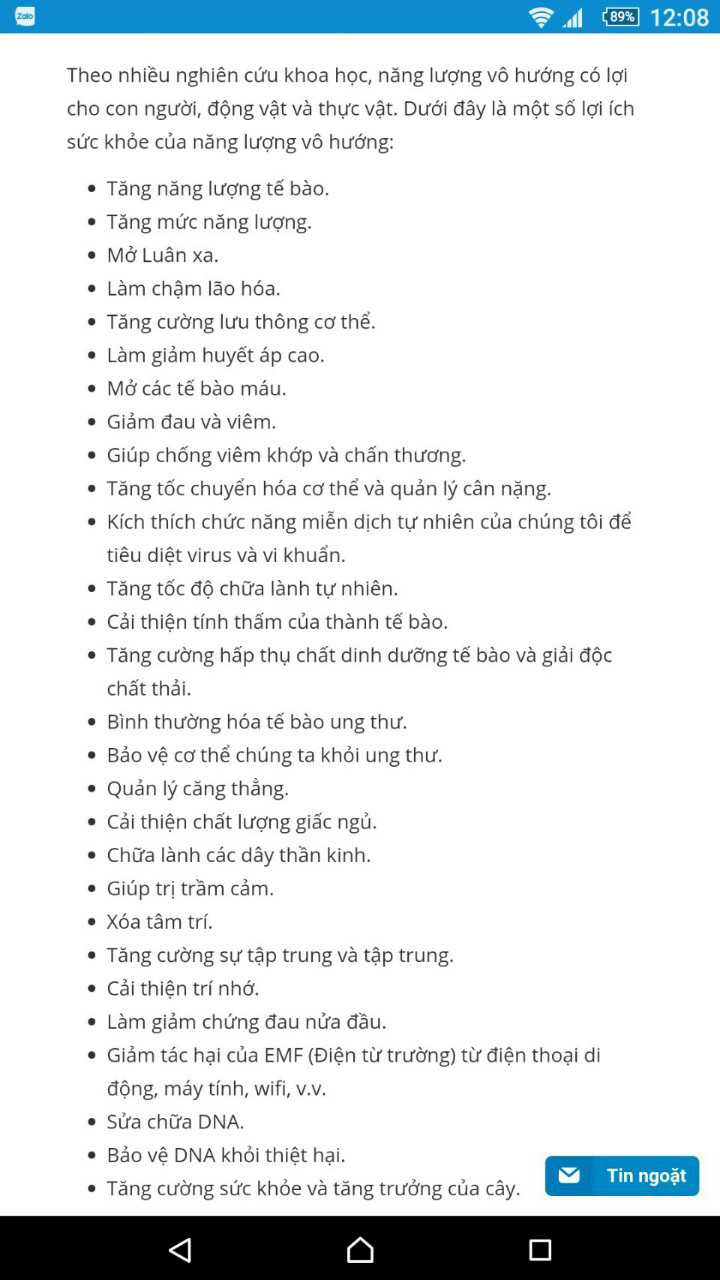 Zalo
89%
12:08
Theo nhiều nghiên cứu khoa học, năng lượng vô hướng có lợi
cho con người, động vật và thực vật. Dưới đây là một số lợi ích
sức khỏe của năng lượng vô hướng:
• Tăng năng lượng tế bào.
• Tăng mức năng lượng.
• Mở Luân xa.
• Làm chậm lão hóa.
• Tăng cường lưu thông cơ thể.
• Làm giảm huyết áp cao.
• Mở các tế bào máu.
• Giảm đau và viêm.
• Giúp chống viêm khớp và chấn thương.
• Tăng tốc chuyển hóa cơ thể và quản lý cân nặng.
• Kích thích chức năng miễn dịch tự nhiên của chúng tôi để
tiêu diệt virus và vi khuẩn.
• Tăng tốc độ chữa lành tự nhiên.
• Cải thiện tính thấm của thành tế bào.
• Tăng cường hấp thụ chất dinh dưỡng tế bào và giải độc
chất thải.
• Bình thường hóa tế bào ung thư.
• Bảo vệ cơ thể chúng ta khỏi ung thư.
• Quản lý căng thẳng.
• Cải thiện chất lượng giấc ngủ.
• Chữa lành các dây thần kinh.
• Giúp trị trầm cảm.
• Xóa tâm trí.
• Tăng cường sự tập trung và tập trung.
• Cải thiện trí nhớ.
• Làm giảm chứng đau nửa đầu.
• Giảm tác hại của EMF (Điện từ trường) từ điện thoại di
động, máy tính, wifi, v.v.
• Sửa chữa DNA.
• Bảo vệ DNA khỏi thiệt hại.
• Tăng cường sức khỏe và tăng trưởng của cây.
Tin ngoặt